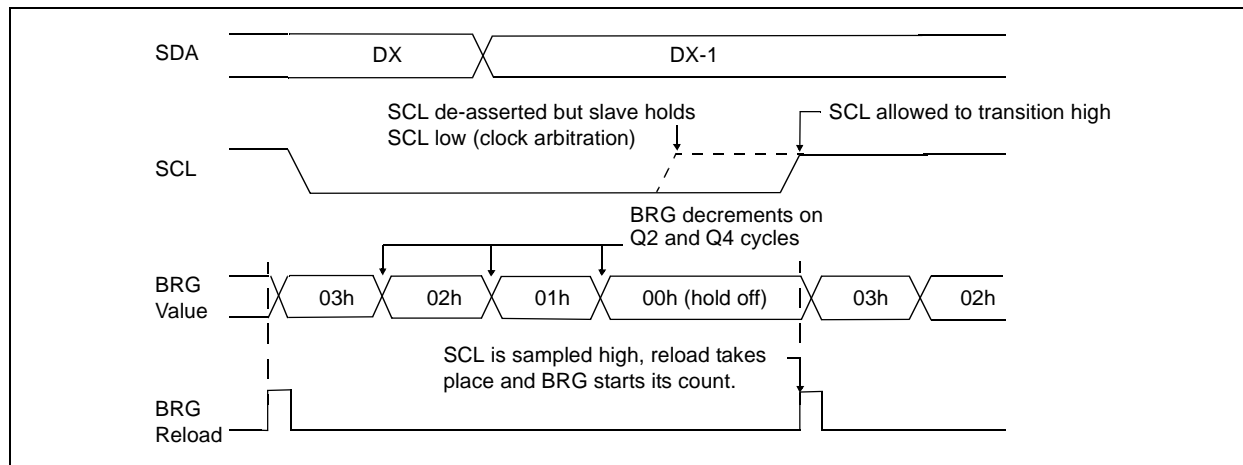 SDA
DX
DX-1
SCL de-asserted but slave holds
SCL low (clock arbitration)
SCL allowed to transition high
SCL
BRG decrements on
Q2 and Q4 cycles
BRG
Value
03h
02h
01h
00h (hold off)
03h
02h
SCL is sampled high, reload takes
place and BRG starts its count.
BRG
Reload